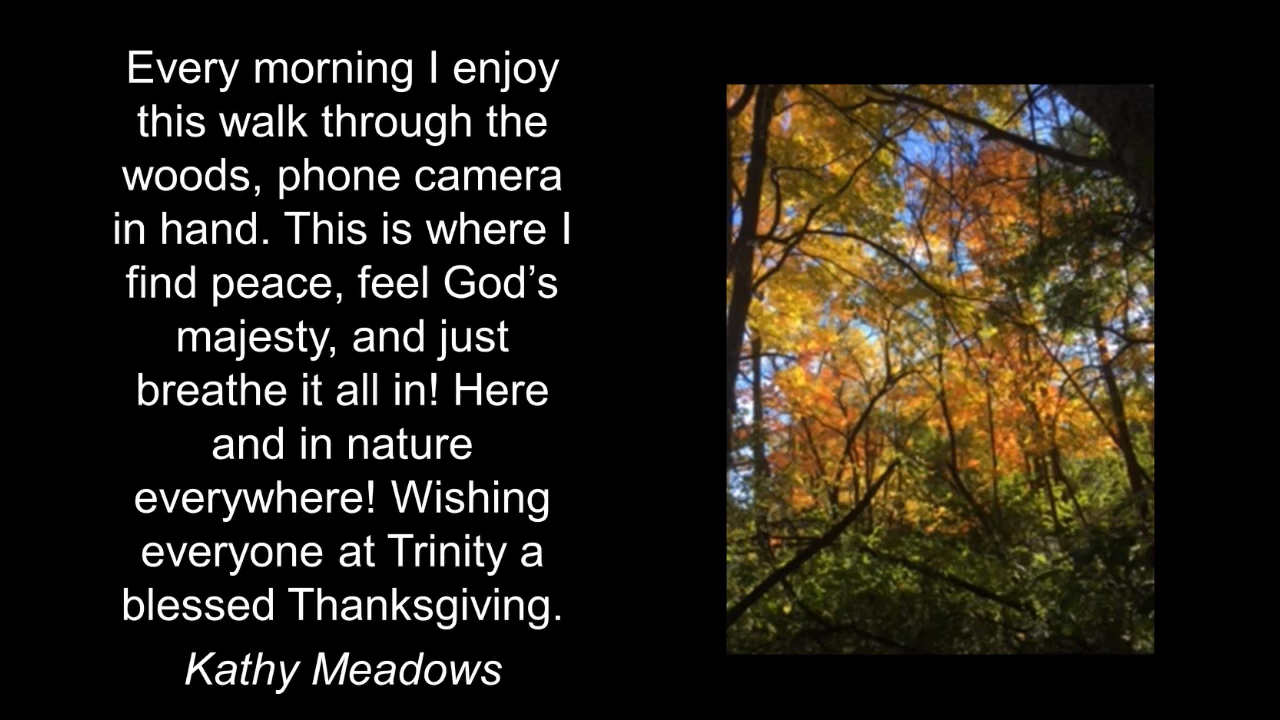 Every morning I enjoy
this walk through the
woods, phone camera
in hand. This is where I
find peace, feel God’s
majesty, and just
breathe it all in! Here
and in nature
everywhere! Wishing
everyone at Trinity a
blessed Thanksgiving.
Kathy Meadows